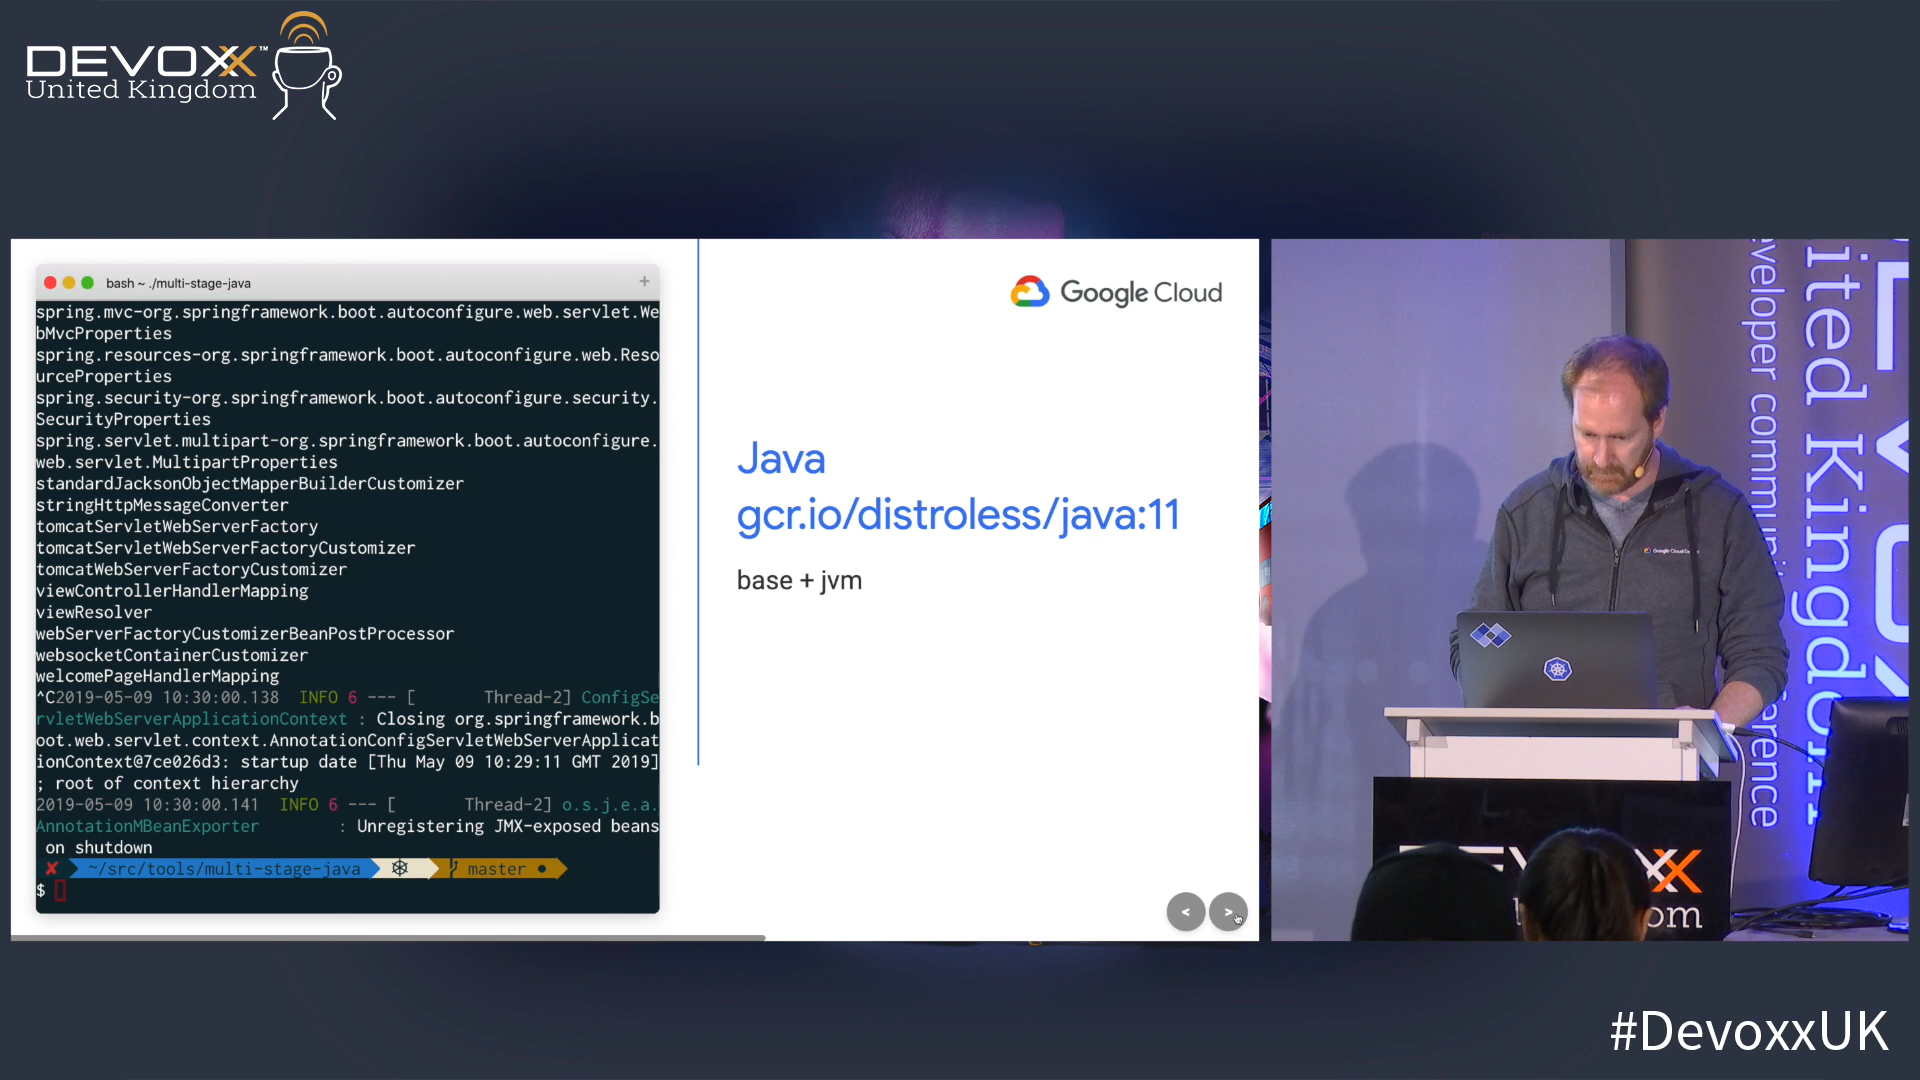 DEVOXX™
United Kingdom
bash ~ ./multi-stage-java
+
spring.mvc-org.springframework.boot.autoconfigure.web.servlet.We
bMvcProperties
spring.resources-org.springframework.boot.autoconfigure.web.Reso
urceProperties
spring.security-org.springframework.boot.autoconfigure.security.
SecurityProperties
spring.servlet.multipart-org.springframework.boot.autoconfigure.
web.servlet.MultipartProperties
standardJacksonObjectMapperBuilderCustomizer
stringHttpMessageConverter
tomcatServletWebServerFactory
tomcatServletWebServerFactoryCustomizer
tomcatWebServerFactoryCustomizer
viewControllerHandlerMapping
viewResolver
webServerFactoryCustomizerBeanPostProcessor
websocketContainerCustomizer
welcomePageHandlerMapping
^C2019-05-09 10:30:00.138  INFO 6 --- [       Thread-2] ConfigSe
rvletWebServerApplicationContext : Closing org.springframework.b
oot.web.servlet.context.AnnotationConfigServletWebServerApplicat
ionContext@7ce026d3: startup date [Thu May 09 10:29:11 GMT 2019]
; root of context hierarchy
2019-05-09 10:30:00.141  INFO 6 --- [       Thread-2] o.s.j.e.a.
AnnotationMBeanExporter        : Unregistering JMX-exposed beans
on shutdown
✘ ~/src/tools/multi-stage-java ⎈ master ●
$
Google Cloud
Java
gcr.io/distroless/java:11
base + jvm
< >
Google Cloud
ited Kingdom
eveloper communi
erence
DEVOXX
om
#DevoxxUK